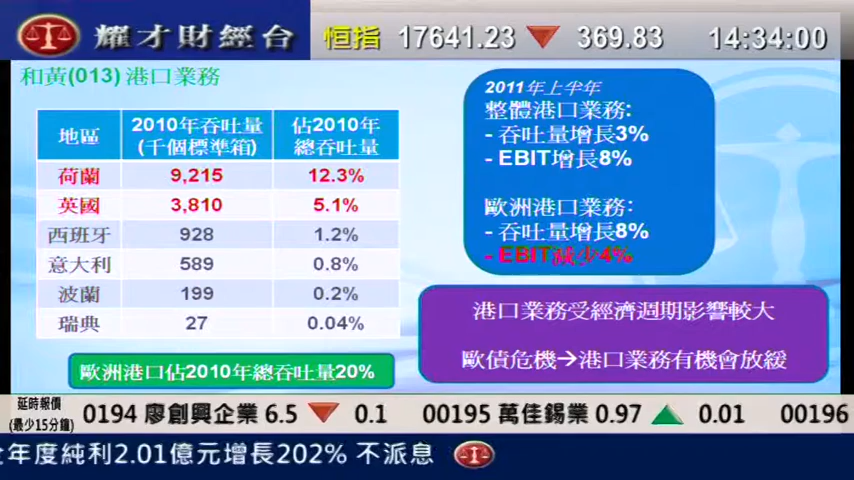 耀才財經台 恒指 17641.23 369.83 14:34:00
和黃(013)港口業務
地區 2010年吞吐量(千個標準箱) 佔2010年總吞吐量
荷蘭 9,215 12.3%
英國 3,810 5.1%
西班牙 928 1.2%
意大利 589 0.8%
波蘭 199 0.2%
瑞典 27 0.04%
歐洲港口佔2010年總吞吐量20%
2011年上半年
整體港口業務:
- 吞吐量增長3%
- EBIT增長8%
歐洲港口業務:
- 吞吐量增長8%
- EBIT減少4%
港口業務受經濟週期影響較大
歐債危機→港口業務有機會放緩
延時報價
(最少15分鐘)
0194 廖創興企業 6.5 0.1 00195 萬佳錫業 0.97 0.01 00196
年度純利2.01億元增長202% 不派息